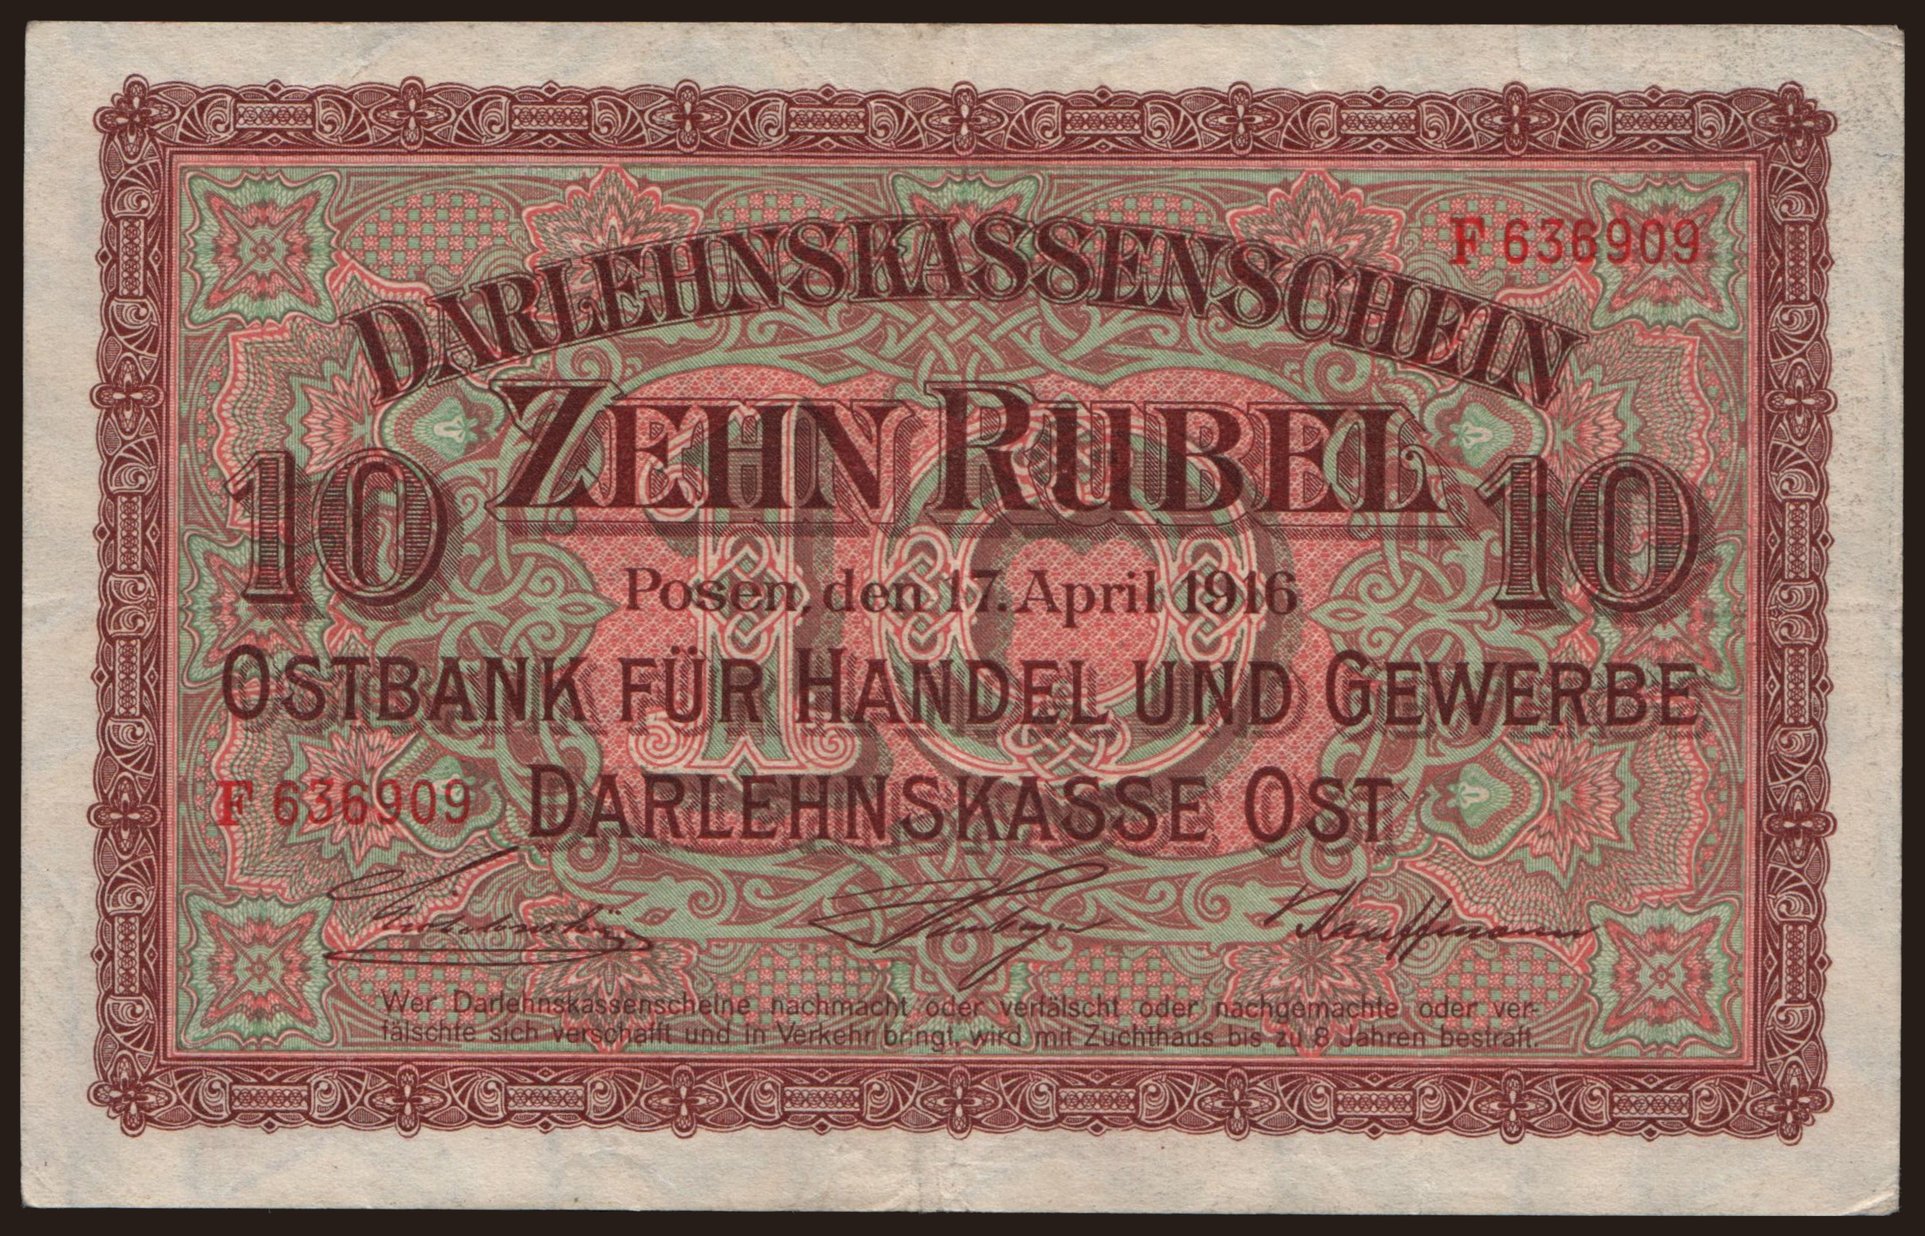 F 636909
DARLEHNSKASSENSCHEIN
ZEHN RUBEL
10 10
10
Posen, den 17. April 1916
OSTBANK FÜR HANDEL UND GEWERBE
F 636909 DARLEHNSKASSE OST
Kauffmann
Wer Darlehnskassenscheine nachmacht oder verfälscht oder nachgemachte oder ver-
fälschte sich verschafft und in Verkehr bringt, wird mit Zuchthaus bis zu 8 Jahren bestraft.